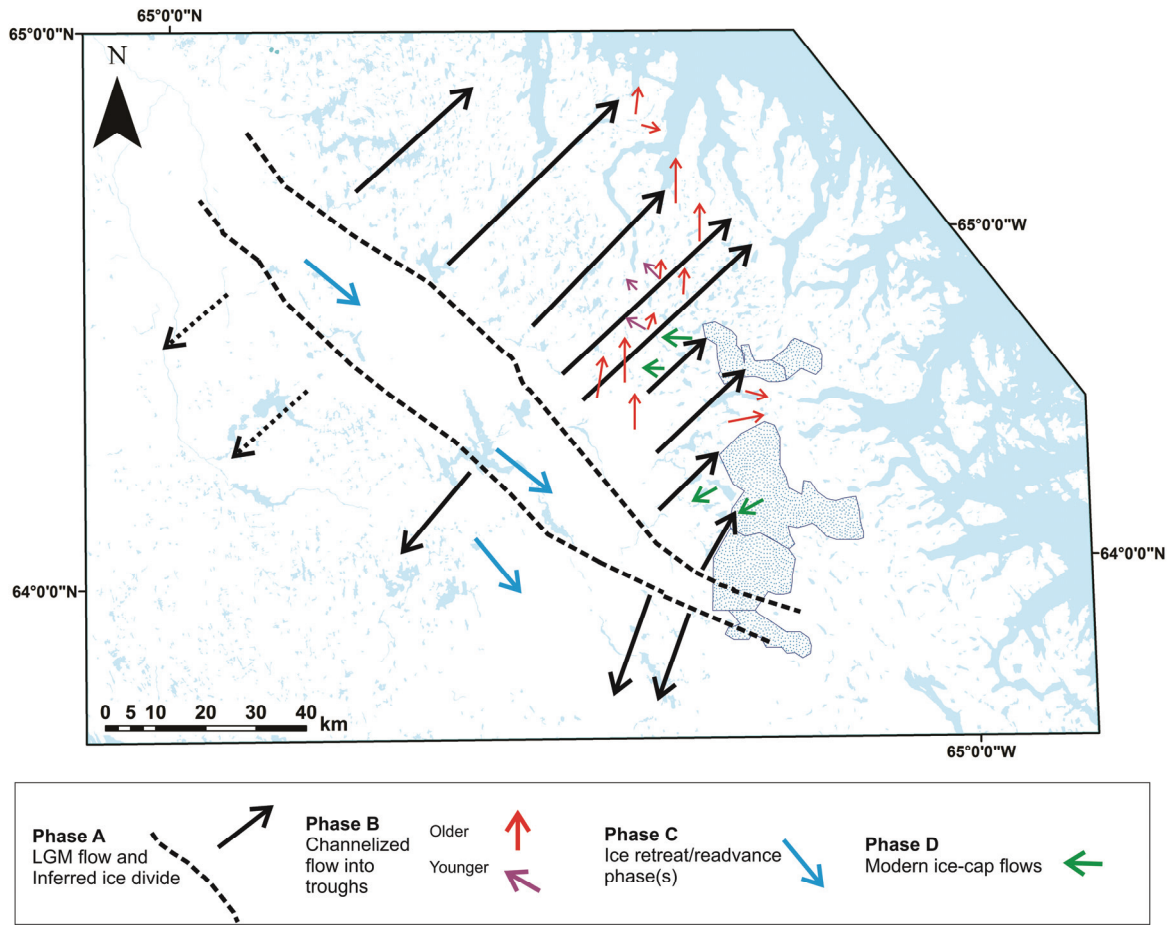 65°0'0"N
65°0'0"N
N
65°0'0"W
64°0'0"N
64°0'0"N
0 5 10 20 30 40 km
65°0'0"W
Phase A
LGM flow and
Inferred ice divide
Phase B
Channelized
flow into
troughs
Older
Younger
Phase C
Ice retreat/readvance
phase(s)
Phase D
Modern ice-cap flows